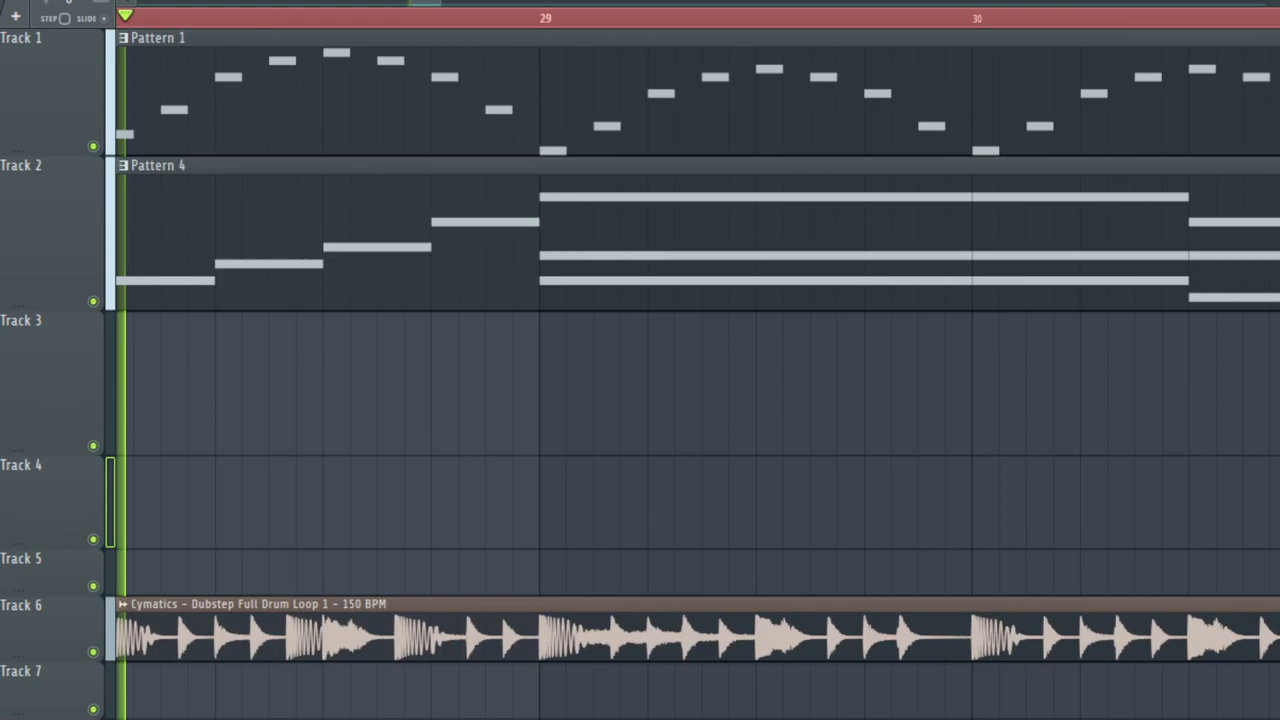 +
STEP SLIDE
29
30
Track 1
Pattern 1
Track 2
Pattern 4
Track 3
Track 4
Track 5
Track 6
Cymatics - Dubstep Full Drum Loop 1 - 150 BPM
Track 7